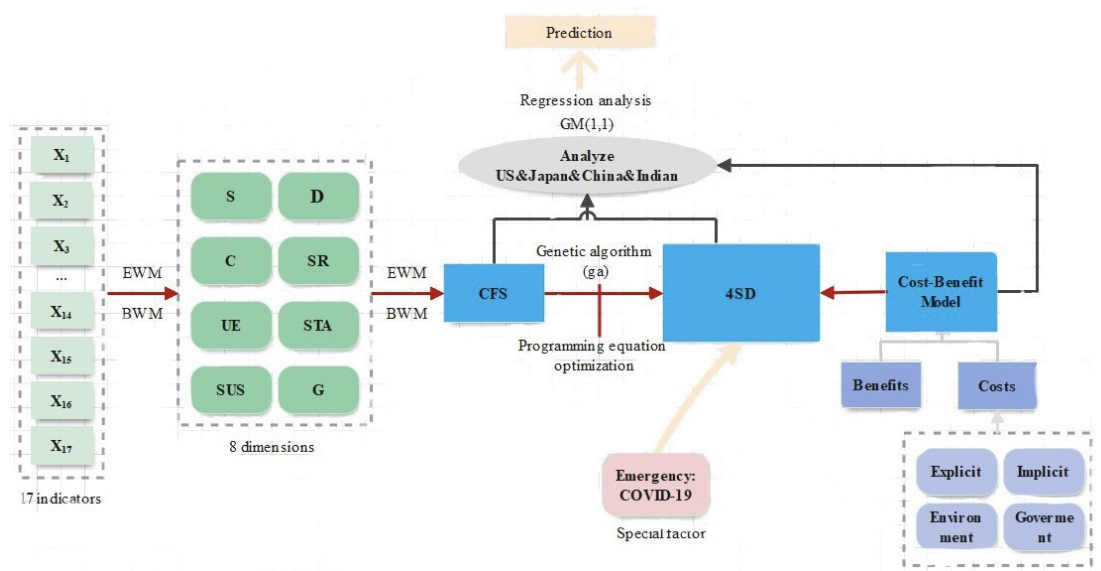 Prediction
Regression analysis
GM(1,1)
Analyze
US&Japan&China&Indian
X1
X2
X3
...
X14
X15
X16
X17
17 indicators
EWM
BWM
S
D
C
SR
UE
STA
SUS
G
8 dimensions
EWM
BWM
CFS
Genetic algorithm
(ga)
Programming equation
optimization
4SD
Cost-Benefit
Model
Benefits
Costs
Explicit
Implicit
Environ
ment
Goverme
nt
Emergency:
COVID-19
Special factor